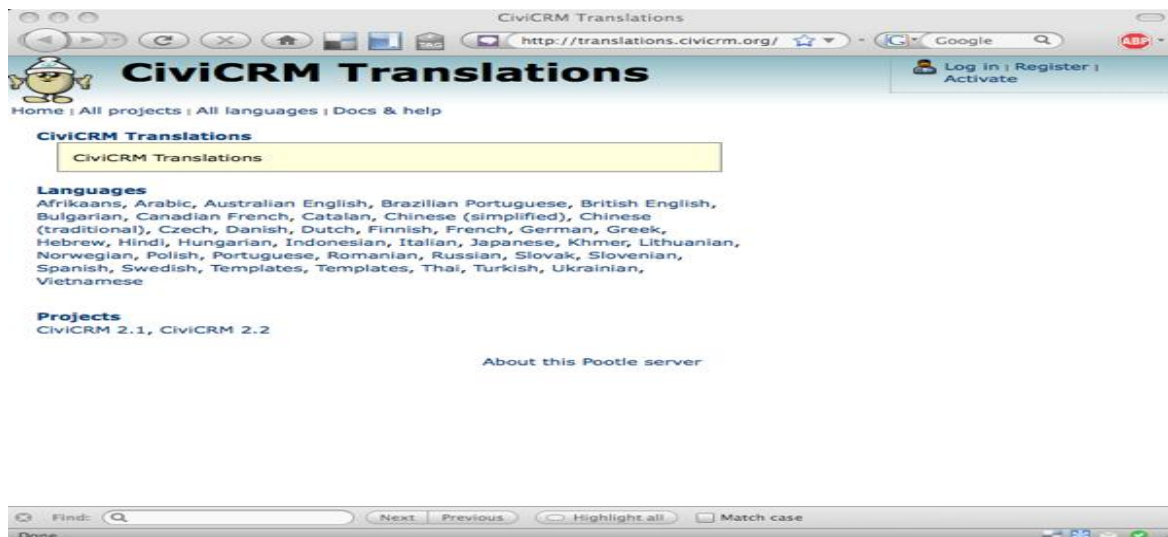 CiviCRM Translations
http://translations.civicrm.org/
Google
ABP
TAG
CiviCRM Translations
Log in | Register |
Activate
Home | All projects | All languages | Docs & help
CiviCRM Translations
CiviCRM Translations
Languages
Afrikaans, Arabic, Australian English, Brazilian Portuguese, British English,
Bulgarian, Canadian French, Catalan, Chinese (simplified), Chinese
(traditional), Czech, Danish, Dutch, Finnish, French, German, Greek,
Hebrew, Hindi, Hungarian, Indonesian, Italian, Japanese, Khmer, Lithuanian,
Norwegian, Polish, Portuguese, Romanian, Russian, Slovak, Slovenian,
Spanish, Swedish, Templates, Templates, Thai, Turkish, Ukrainian,
Vietnamese
Projects
CiviCRM 2.1, CiviCRM 2.2
About this Pootle server
Find: Next Previous Highlight all Match case
Done